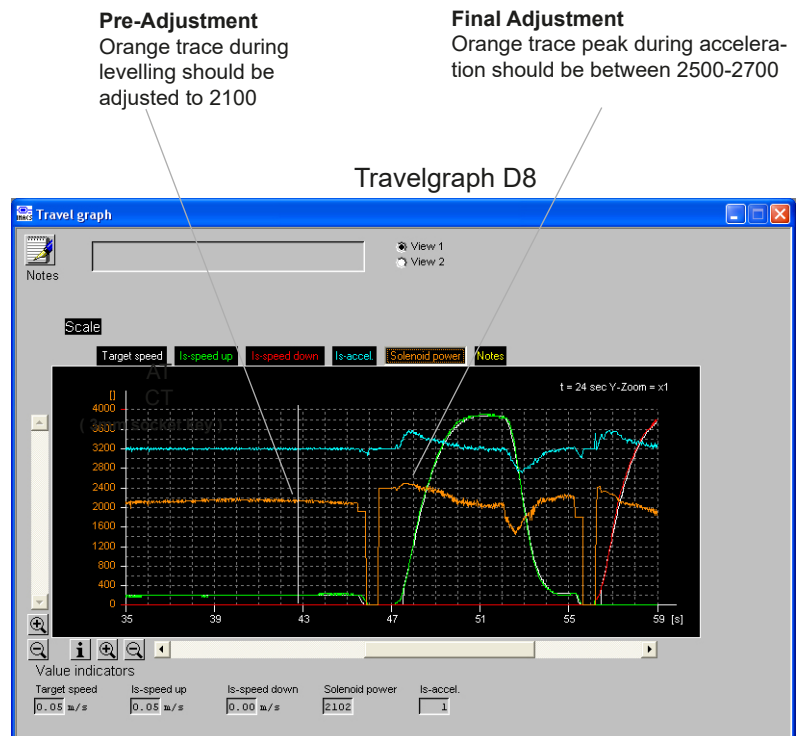 Pre-Adjustment
Orange trace during
levelling should be
adjusted to 2100
Final Adjustment
Orange trace peak during accelera-
tion should be between 2500-2700
Travelgraph D8
Travel graph
Notes
View 1
View 2
Scale
Target speed Is-speed up Is-speed down Is-accel. Solenoid power Notes
AT
CT
t = 24 sec Y-Zoom = x1
[]
4000
3600
3200
2800
2400
2000
1600
1200
800
400
0
35 39 43 47 51 55 59 [s]
Value indicators
Target speed Is-speed up Is-speed down Solenoid power Is-accel.
0.05 m/s 0.05 m/s 0.00 m/s 2102 1